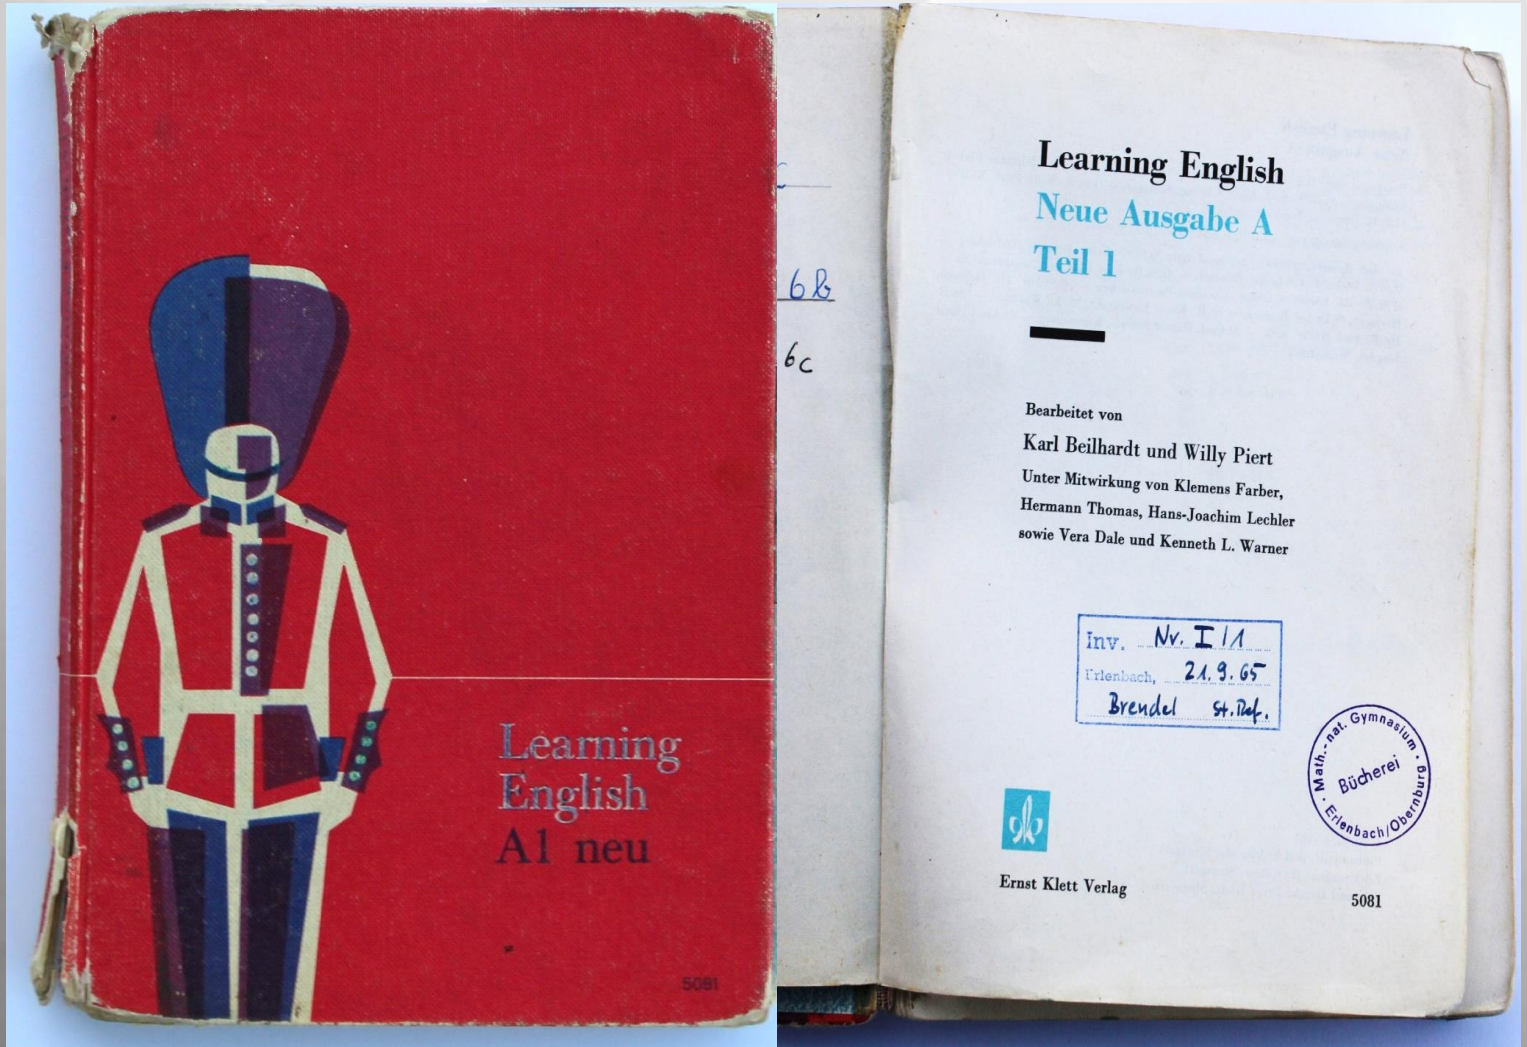 Learning
English
A1 neu
5081
6b
6c
Learning English
Neue Ausgabe A
Teil 1
Bearbeitet von
Karl Beilhardt und Willy Piert
Unter Mitwirkung von Klemens Farber,
Hermann Thomas, Hans-Joachim Lechler
sowie Vera Dale und Kenneth L. Warner
Inv. Nr. I/1
Erlenbach, 21.9.65
Brendel St.Ref.
Math.-nat. Gymnasium
Bücherei
Erlenbach/Obernburg
Ernst Klett Verlag
5081